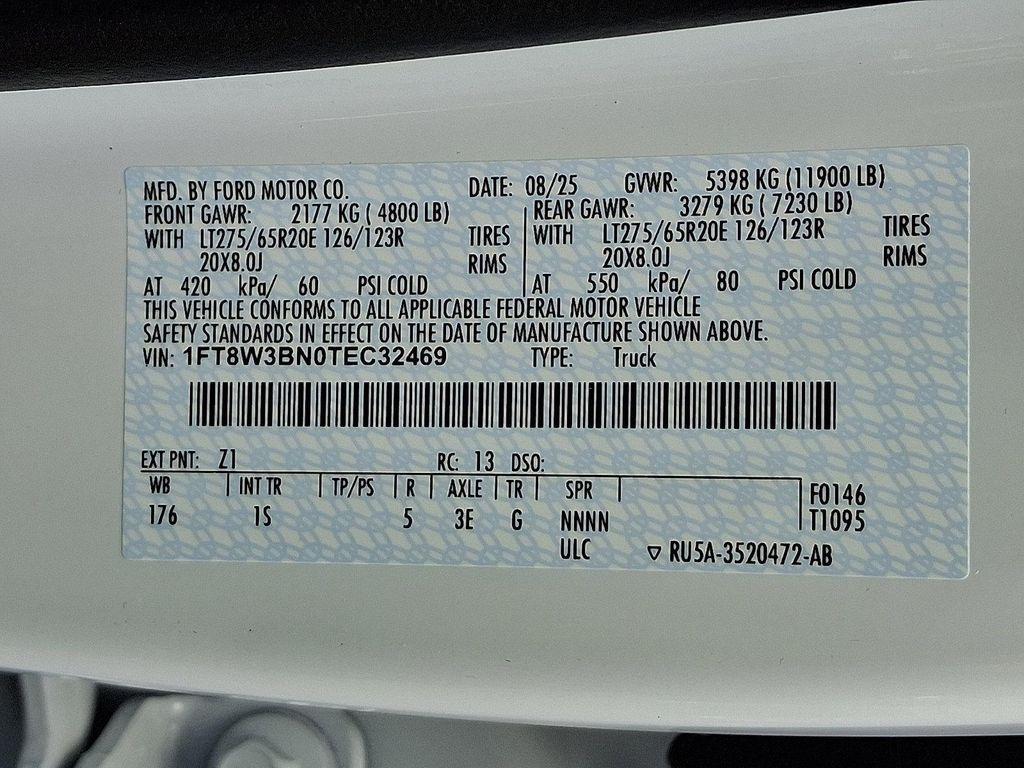 MFD. BY FORD MOTOR CO. DATE: 08/25 GVWR: 5398 KG (11900 LB)
FRONT GAWR: 2177 KG ( 4800 LB) REAR GAWR: 3279 KG ( 7230 LB)
WITH LT275/65R20E 126/123R TIRES WITH LT275/65R20E 126/123R TIRES
20X8.0J RIMS 20X8.0J RIMS
AT 420 kPa/ 60 PSI COLD AT 550 kPa/ 80 PSI COLD
THIS VEHICLE CONFORMS TO ALL APPLICABLE FEDERAL MOTOR VEHICLE
SAFETY STANDARDS IN EFFECT ON THE DATE OF MANUFACTURE SHOWN ABOVE.
VIN: 1FT8W3BN0TEC32469 TYPE: Truck
EXT PNT: Z1 RC: 13 DSO:
WB INT TR TP/PS R AXLE TR SPR F0146
176 1S 5 3E G NNNN T1095
ULC ▽ RU5A-3520472-AB